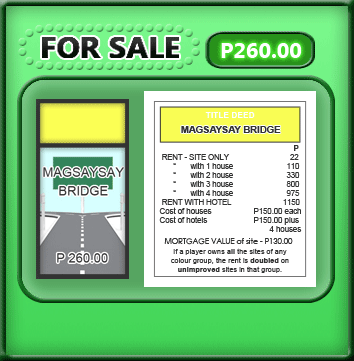 FOR SALE
P260.00
MAGSAYSAY
BRIDGE
P 260.00
TITLE DEED
MAGSAYSAY BRIDGE
P
RENT - SITE ONLY 22
" with 1 house 110
" with 2 house 330
" with 3 house 800
" with 4 house 975
RENT WITH HOTEL 1150
Cost of houses P150.00 each
Cost of hotels P150.00 plus
4 houses
MORTGAGE VALUE of site - P130.00
If a player owns all the sites of any
colour group, the rent is doubled on
unimproved sites in that group.